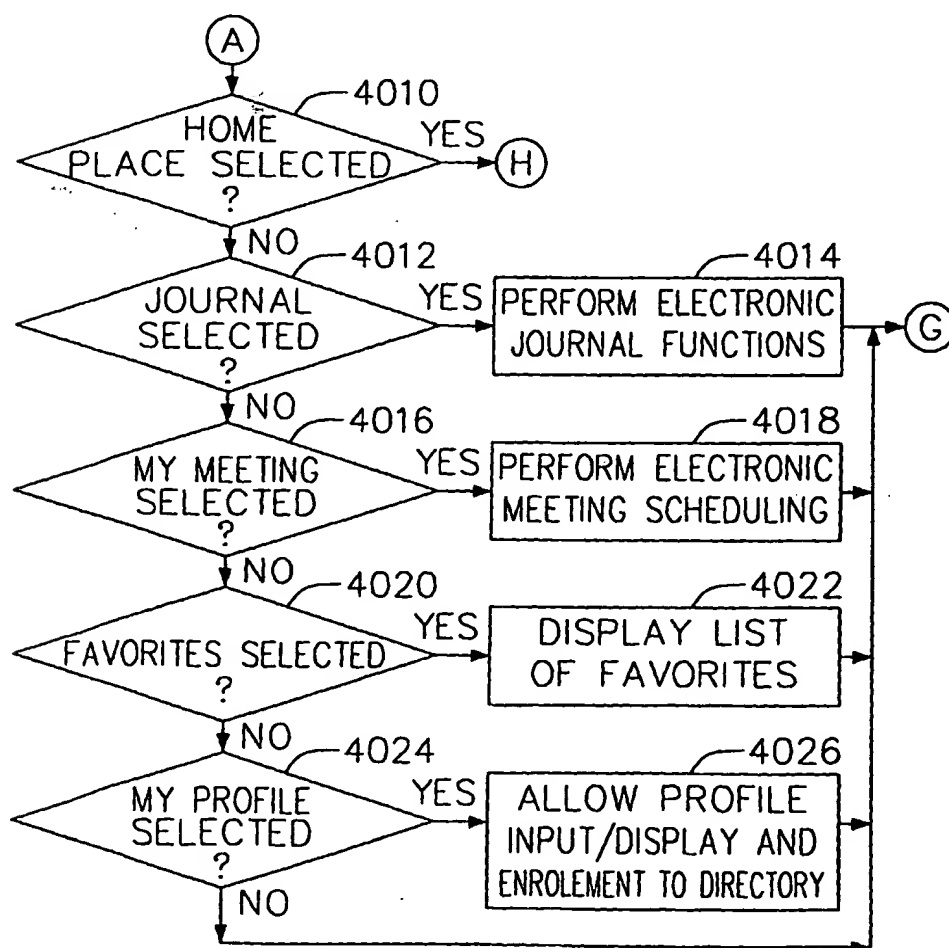 A
4010
HOME
PLACE SELECTED
?
YES
H
NO
4012
JOURNAL
SELECTED
?
YES
4014
PERFORM ELECTRONIC
JOURNAL FUNCTIONS
G
NO
4016
MY MEETING
SELECTED
?
YES
4018
PERFORM ELECTRONIC
MEETING SCHEDULING
NO
4020
FAVORITES SELECTED
?
YES
4022
DISPLAY LIST
OF FAVORITES
NO
4024
MY PROFILE
SELECTED
?
YES
4026
ALLOW PROFILE
INPUT/DISPLAY AND
ENROLEMENT TO DIRECTORY
NO